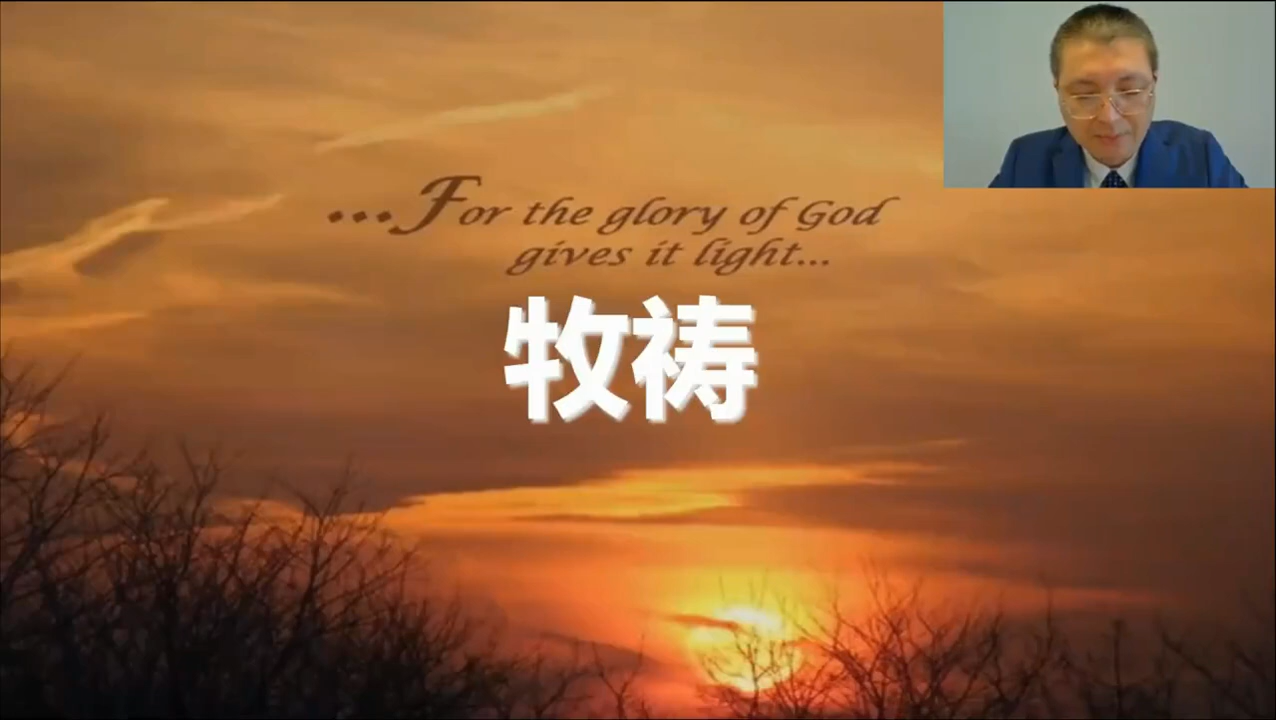 ...For the glory of God
gives it light...
牧祷